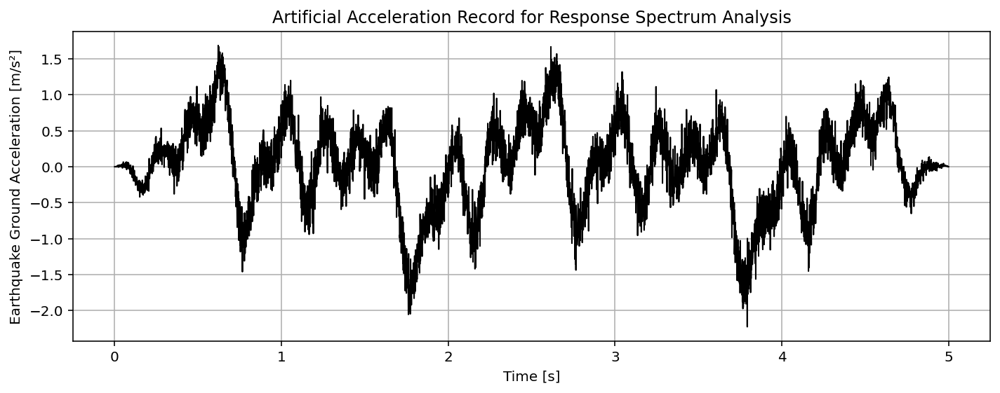 Artificial Acceleration Record for Response Spectrum Analysis
Earthquake Ground Acceleration [m/s²]
1.5
1.0
0.5
0.0
−0.5
−1.0
−1.5
−2.0
0 1 2 3 4 5
Time [s]